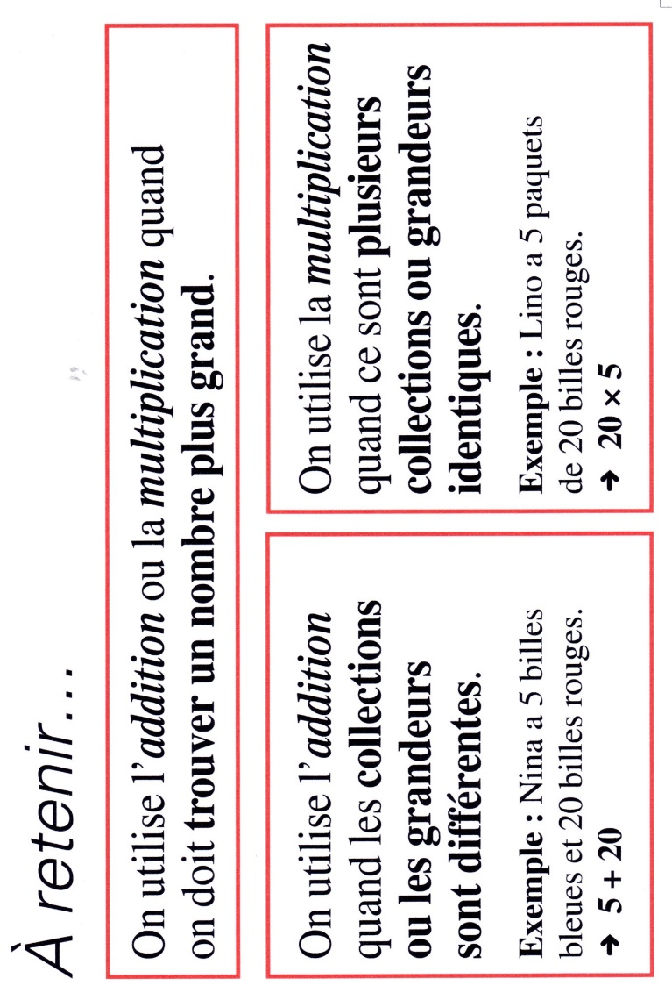 À retenir...
On utilise l'addition ou la multiplication quand
on doit trouver un nombre plus grand.
On utilise l'addition
quand les collections
ou les grandeurs
sont différentes.
Exemple : Nina a 5 billes
bleues et 20 billes rouges.
➔ 5 + 20
On utilise la multiplication
quand ce sont plusieurs
collections ou grandeurs
identiques.
Exemple : Lino a 5 paquets
de 20 billes rouges.
➔ 20 × 5